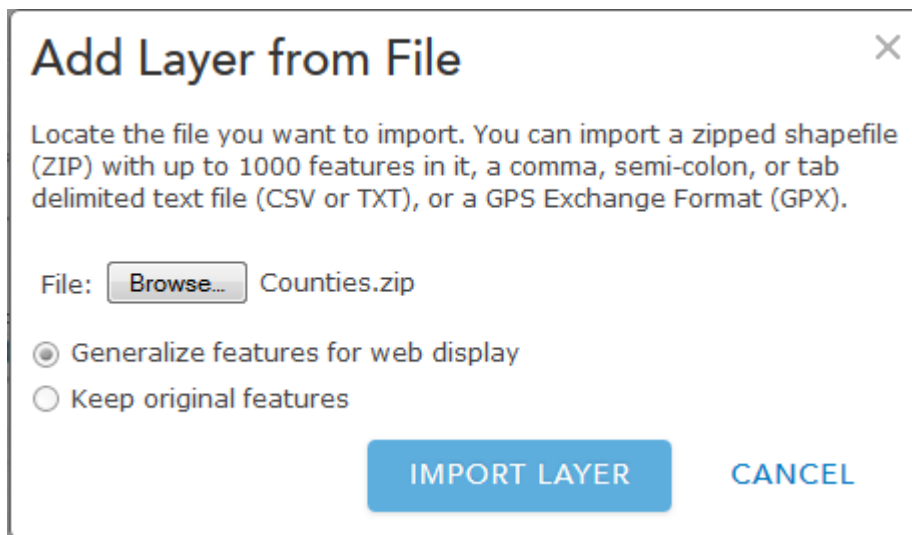 Add Layer from File
Locate the file you want to import. You can import a zipped shapefile
(ZIP) with up to 1000 features in it, a comma, semi-colon, or tab
delimited text file (CSV or TXT), or a GPS Exchange Format (GPX).
File: Browse... Counties.zip
Generalize features for web display
Keep original features
IMPORT LAYER CANCEL